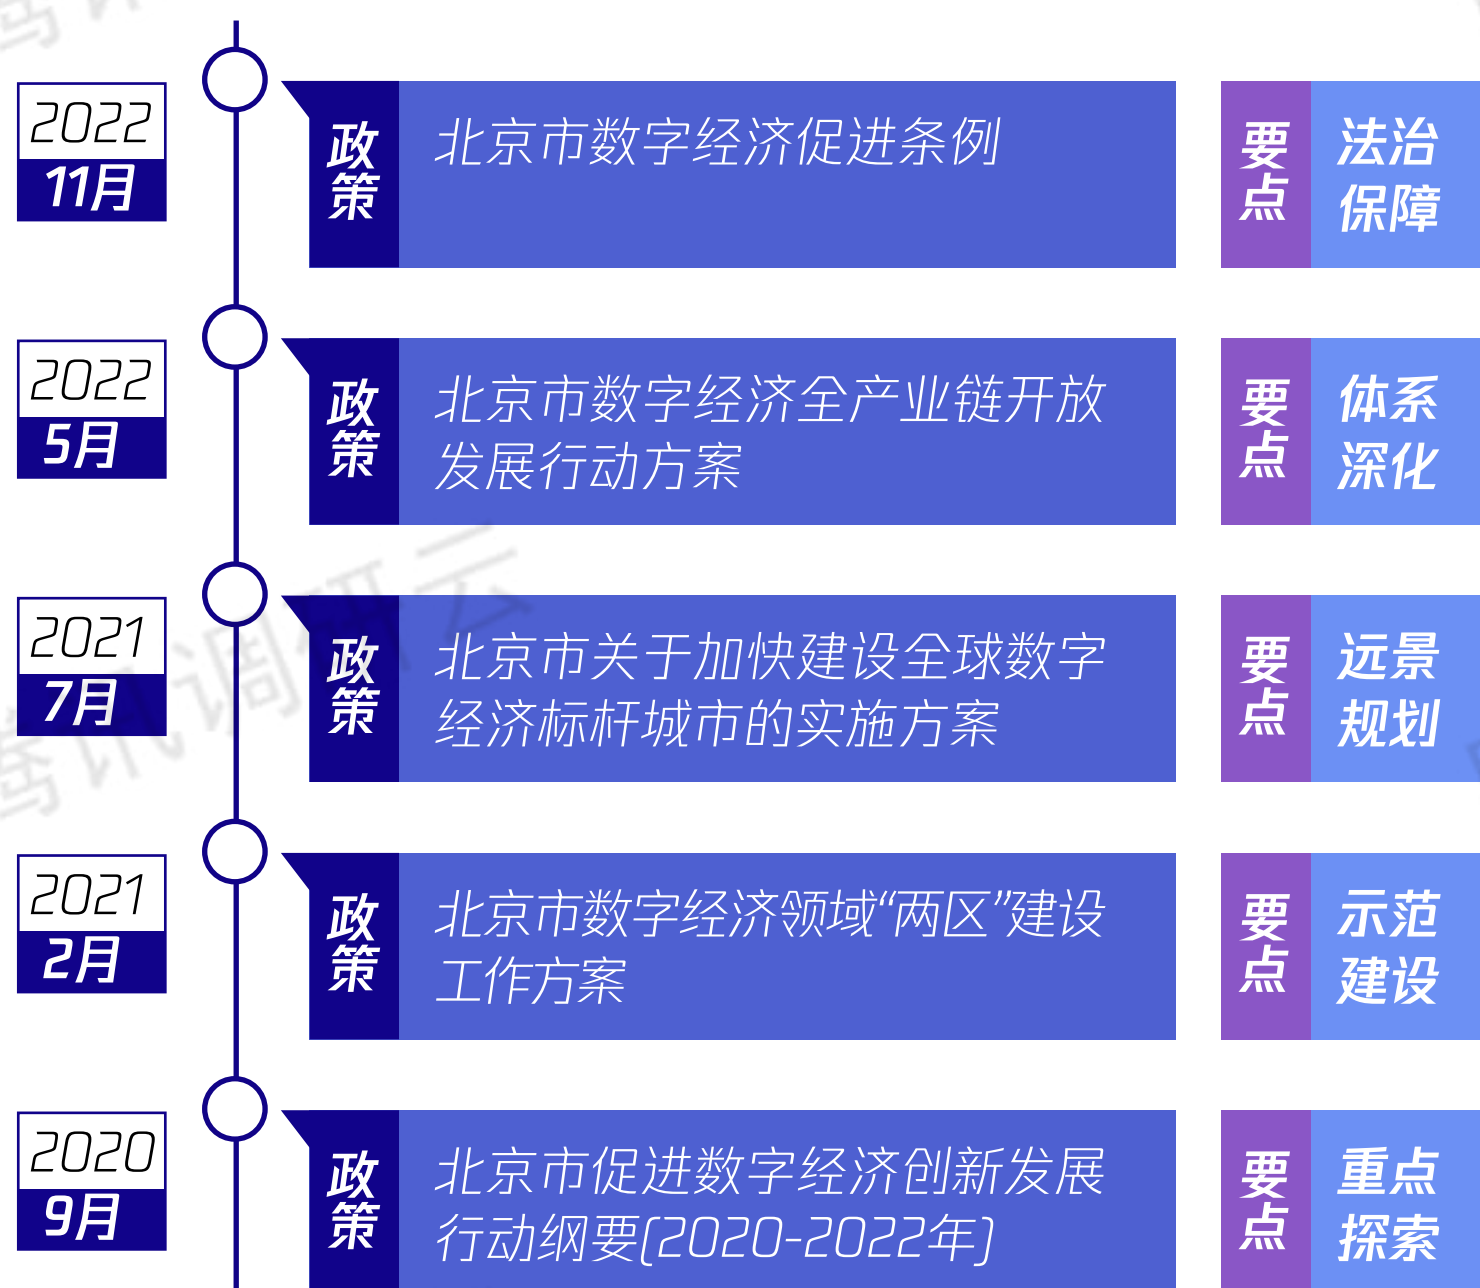 2022
11月
政策
北京市数字经济促进条例
要点
法治
保障
2022
5月
政策
北京市数字经济全产业链开放
发展行动方案
要点
体系
深化
2021
7月
政策
北京市关于加快建设全球数字
经济标杆城市的实施方案
要点
远景
规划
2021
2月
政策
北京市数字经济领域“两区”建设
工作方案
要点
示范
建设
2020
9月
政策
北京市促进数字经济创新发展
行动纲要(2020-2022年)
要点
重点
探索
腾讯调研云